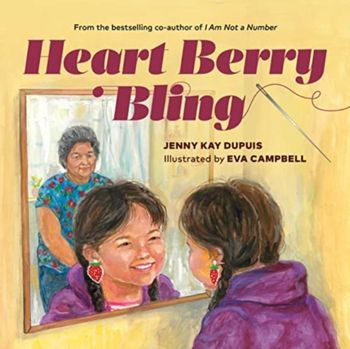 From the bestselling co-author of I Am Not a Number
Heart Berry
Bling
JENNY KAY DUPUIS
Illustrated by EVA CAMPBELL